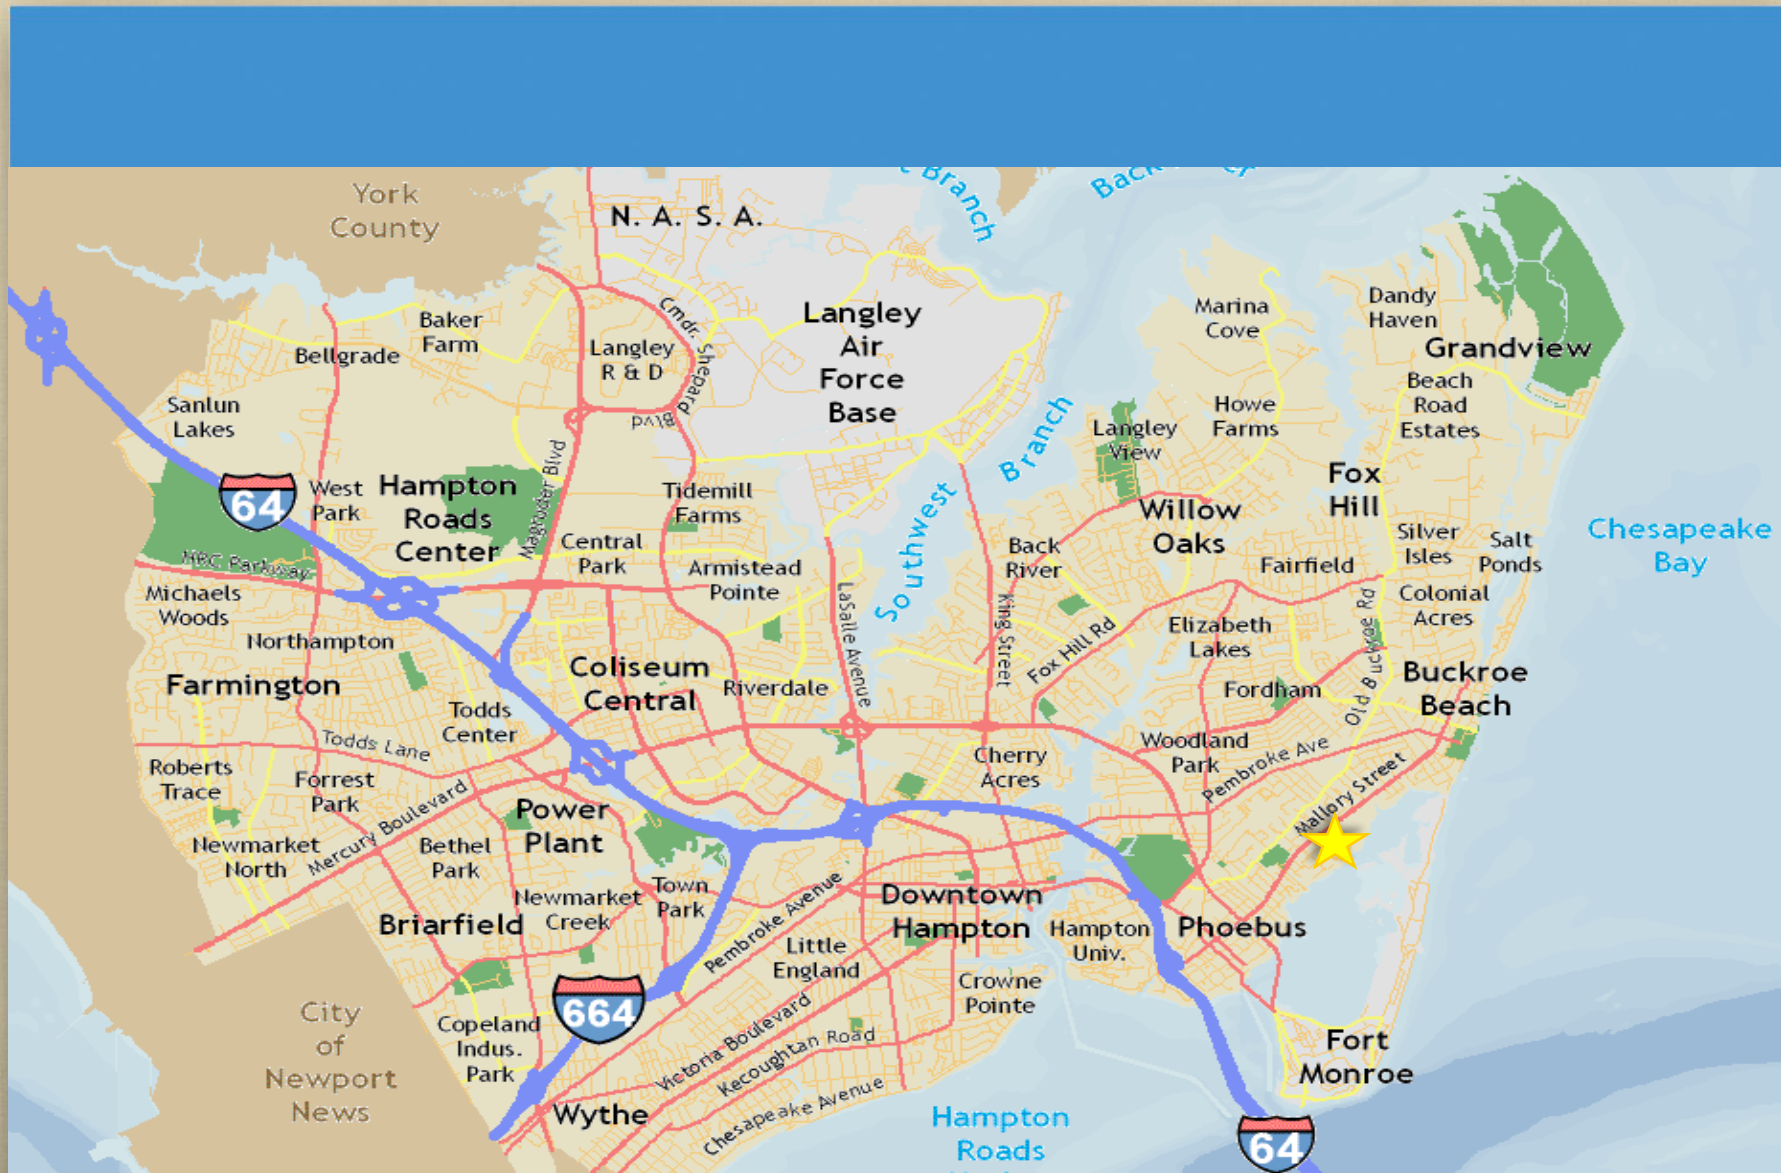 York
County
N. A. S. A.
Branch
Back
Langley
Air
Force
Base
Marina
Cove
Dandy
Haven
Grandview
Baker
Farm
Bellgrade
Langley
R & D
Cmdr. Shepard Blvd
Beach
Road
Estates
Sanlun
Lakes
Howe
Farms
Langley
View
Branch
Southwest
Fox
Hill
64
West
Park
Hampton
Roads
Center
Magruder Blvd
Tidemill
Farms
Willow
Oaks
Silver
Isles
Salt
Ponds
Chesapeake
Bay
Central
Park
Back
River
Fairfield
HRC Parkway
Armistead
Pointe
Michaels
Woods
Colonial
Acres
LaSalle Avenue
King Street
Fox Hill Rd
Elizabeth
Lakes
Old Buckroe Rd
Northampton
Farmington
Coliseum
Central
Riverdale
Fordham
Buckroe
Beach
Todds
Center
Todds Lane
Cherry
Acres
Woodland
Park
Pembroke Ave
Roberts
Trace
Forrest
Park
Mercury Boulevard
Power
Plant
Mallory Street
Newmarket
North
Bethel
Park
Newmarket
Creek
Town
Park
Pembroke Avenue
Downtown
Hampton
Briarfield
Hampton
Univ.
Phoebus
Little
England
Crowne
Pointe
664
City
of
Newport
News
Copeland
Indus.
Park
Victoria Boulevard
Kecoughtan Road
Chesapeake Avenue
Fort
Monroe
Wythe
Hampton
Roads
64